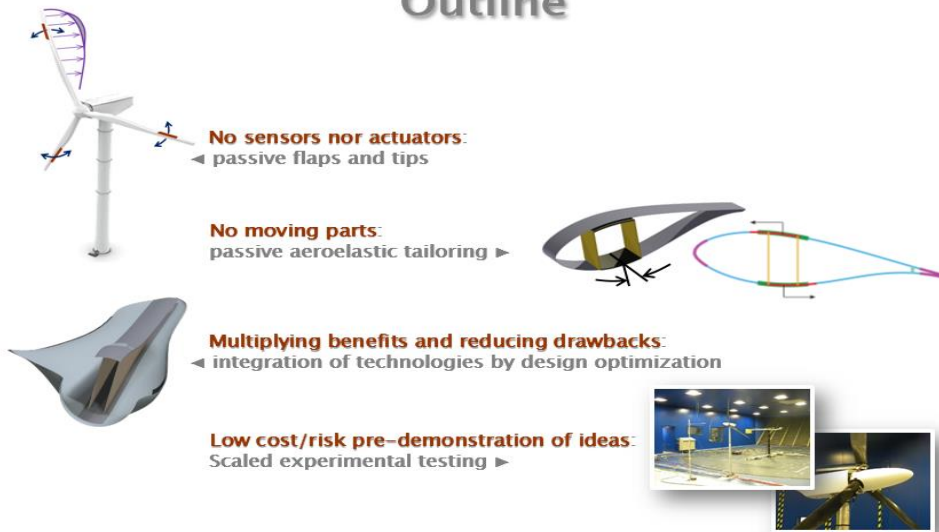 Outline
No sensors nor actuators:
◄ passive flaps and tips
No moving parts:
passive aeroelastic tailoring ►
Multiplying benefits and reducing drawbacks:
◄ integration of technologies by design optimization
Low cost/risk pre-demonstration of ideas:
Scaled experimental testing ►